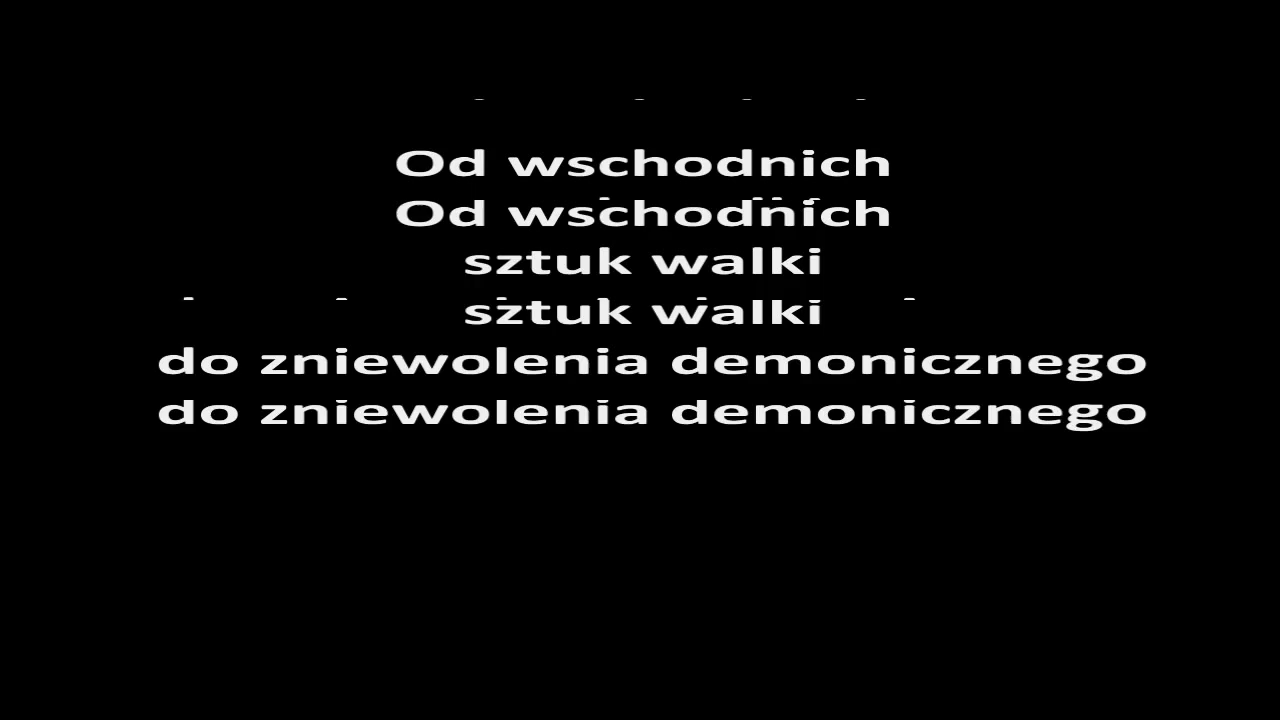 Od wschodnich
Od wschodnich
sztuk walki
sztuk walki
do zniewolenia demonicznego
do zniewolenia demonicznego